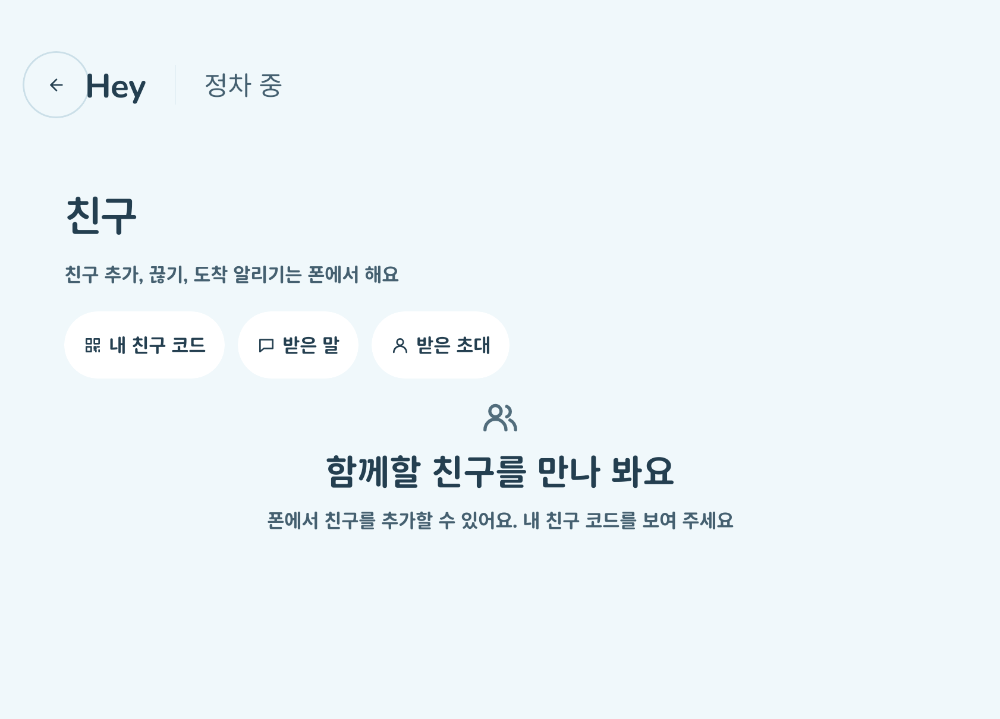 Hey 정차 중
친구
친구 추가, 끊기, 도착 알리기는 폰에서 해요
내 친구 코드 받은 말 받은 초대
함께할 친구를 만나 봐요
폰에서 친구를 추가할 수 있어요. 내 친구 코드를 보여 주세요